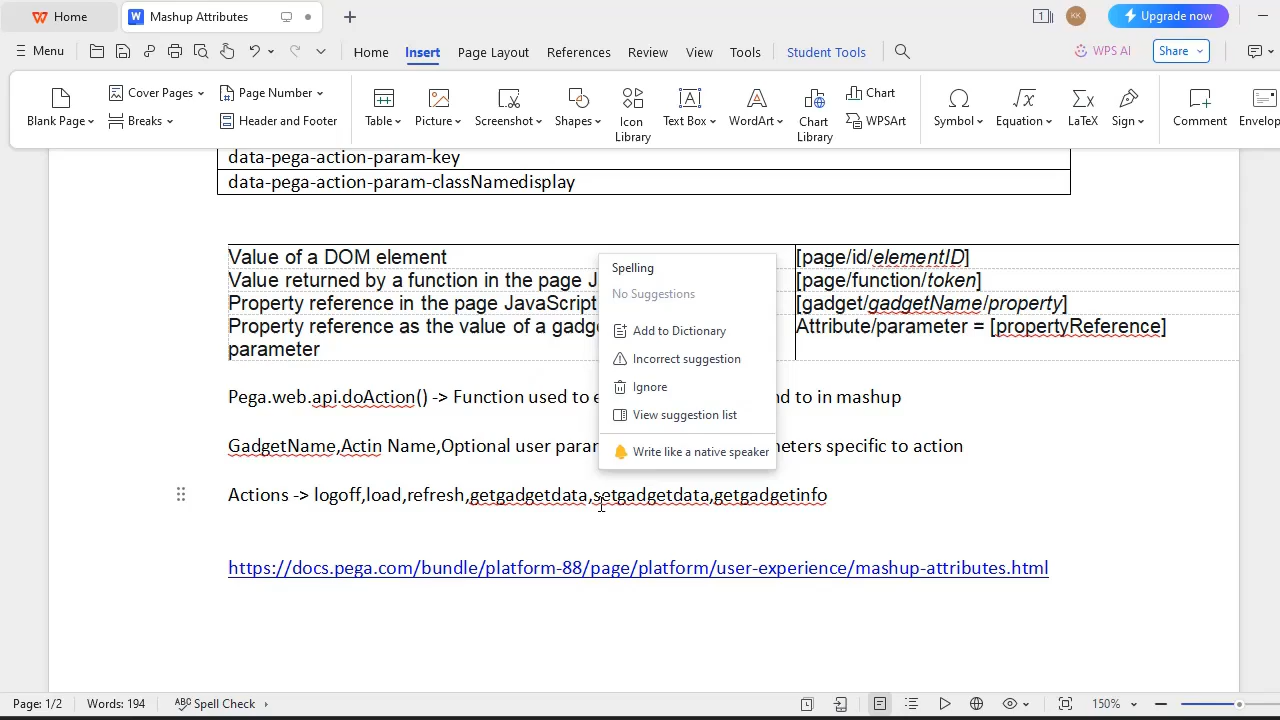 Home
Mashup Attributes
KK
Upgrade now
Menu
Home Insert Page Layout References Review View Tools Student Tools
WPS AI
Share
Blank Page
Cover Pages
Breaks
Page Number
Header and Footer
Table
Picture
Screenshot
Shapes
Icon Library
Text Box
WordArt
Chart Library
Chart
WPSArt
Symbol
Equation
LaTeX
Sign
Comment
Envelop
data-pega-action-param-key
data-pega-action-param-classNamedisplay
Value of a DOM element [page/id/elementID]
Value returned by a function in the page J [page/function/token]
Property reference in the page JavaScript [gadget/gadgetName/property]
Property reference as the value of a gadg Attribute/parameter = [propertyReference]
parameter
Spelling
No Suggestions
Add to Dictionary
Incorrect suggestion
Ignore
View suggestion list
Write like a native speaker
Pega.web.api.doAction() -> Function used to e nd to in mashup
GadgetName,Actin Name,Optional user param meters specific to action
Actions -> logoff,load,refresh,getgadgetdata,setgadgetdata,getgadgetinfo
https://docs.pega.com/bundle/platform-88/page/platform/user-experience/mashup-attributes.html
Page: 1/2 Words: 194 Spell Check 150%